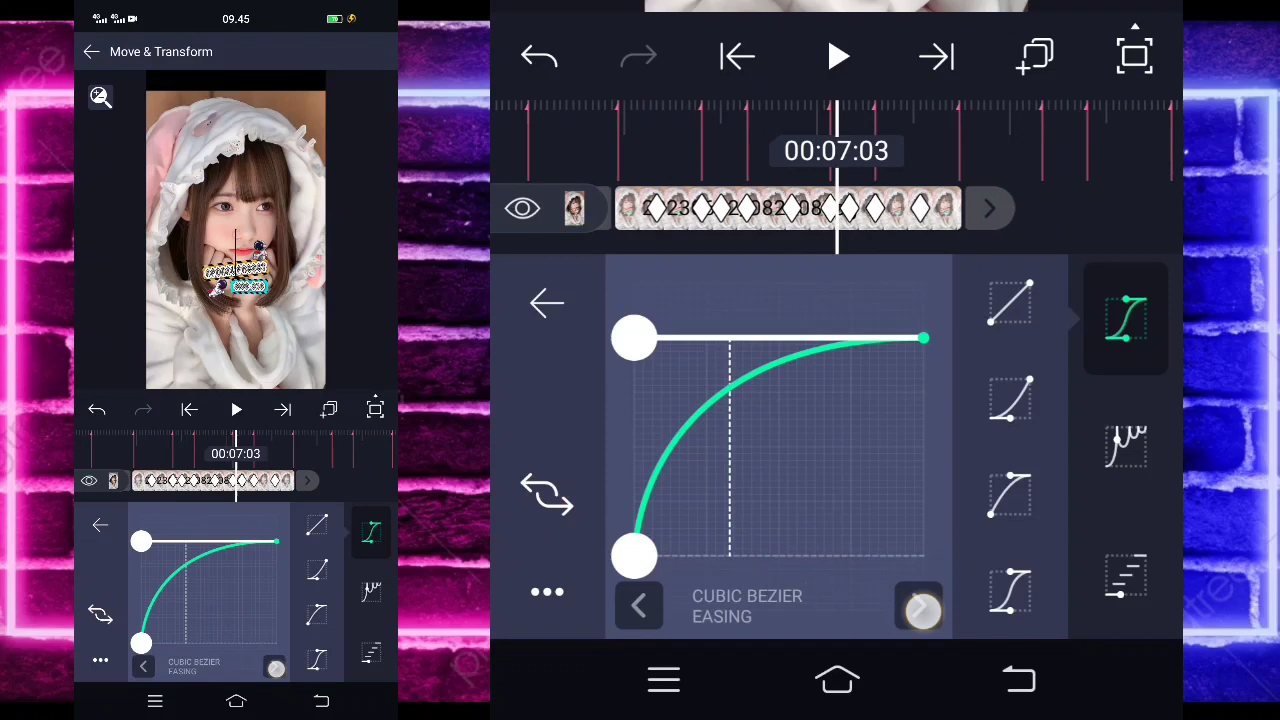 09.45
Move & Transform
00:07:03
CUBIC BEZIER
EASING
00:07:03
CUBIC BEZIER
EASING